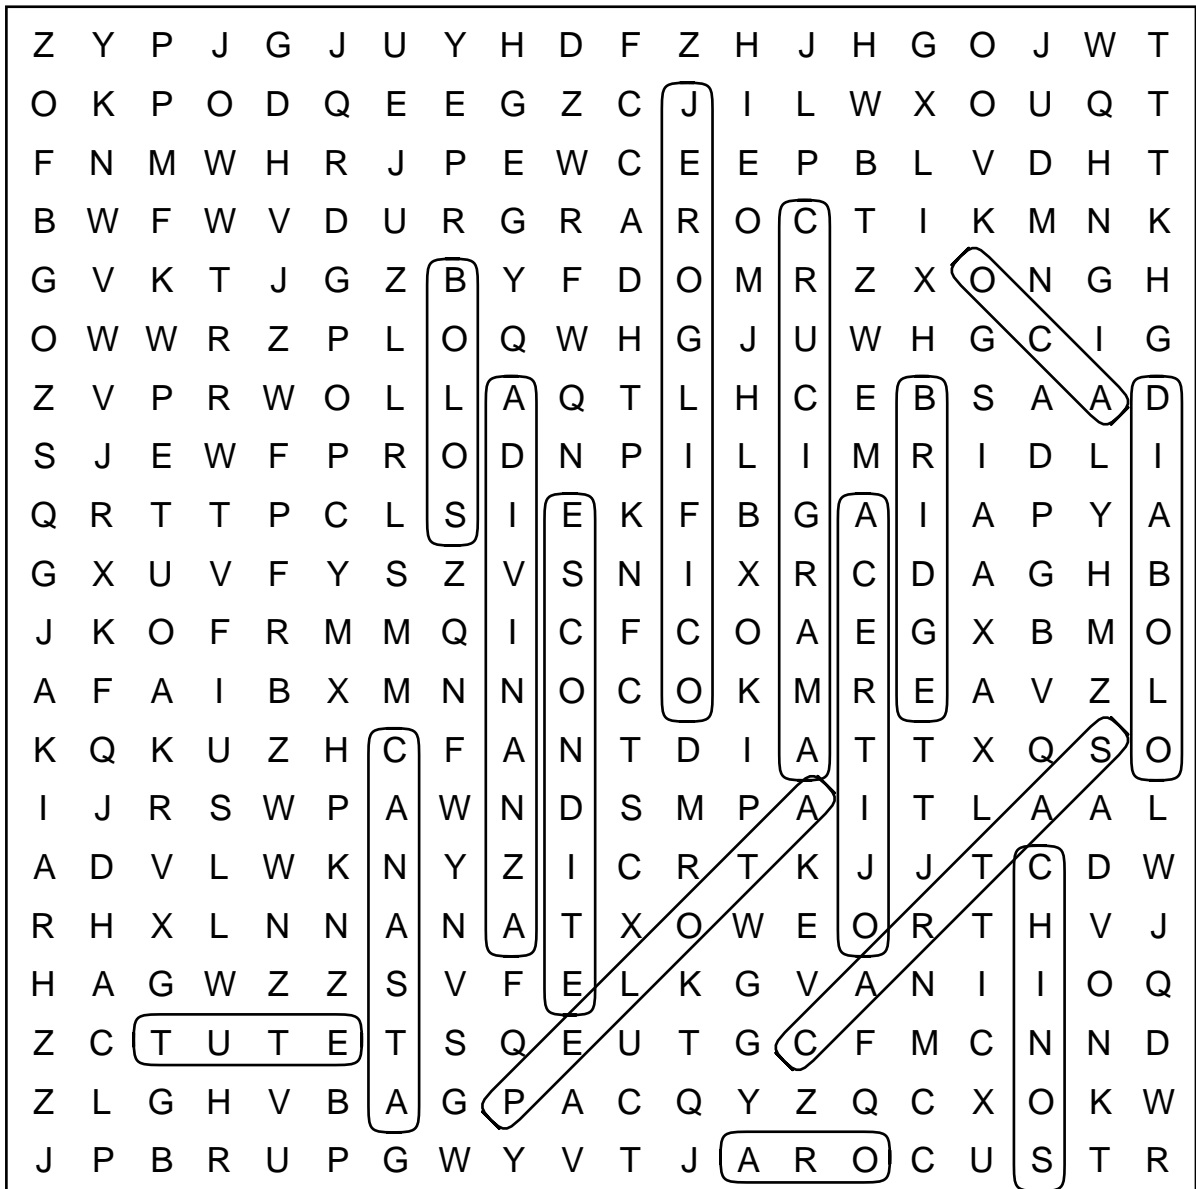 Z Y P J G J U Y H D F Z H J H G O J W T
O K P O D Q E E G Z C J I L W X O U Q T
F N M W H R J P E W C E E P B L V D H T
B W F W V D U R G R A R O C T I K M N K
G V K T J G Z B Y F D O M R Z X O N G H
O W W R Z P L O Q W H G J U W H G C I G
Z V P R W O L L A Q T L H C E B S A A D
S J E W F P R O D N P I L I M R I D L I
Q R T T P C L S I E K F B G A I A P Y A
G X U V F Y S Z V S N I X R C D A G H B
J K O F R M M Q I C F C O A E G X B M O
A F A I B X M N N O C O K M R E A V Z L
K Q K U Z H C F A N T D I A T T X Q S O
I J R S W P A W N D S M P A I T L A A L
A D V L W K N Y Z I C R T K J J T C D W
R H X L N N A N A T X O W E O R T H V J
H A G W Z Z S V F E L K G V A N I I O Q
Z C T U T E T S Q E U T G C F M C N N D
Z L G H V B A G P A C Q Y Z Q C X O K W
J P B R U P G W Y V T J A R O C U S T R